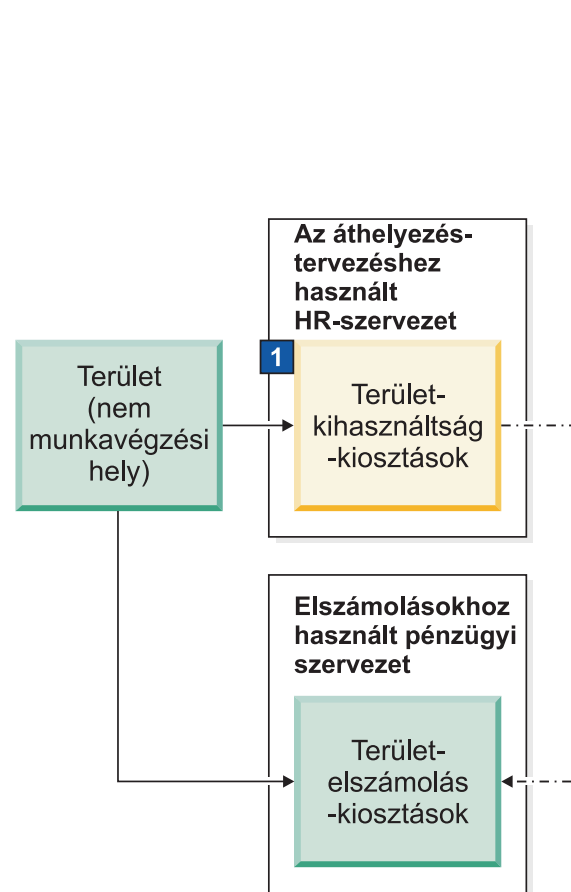 Az áthelyezés-
tervezéshez
használt
HR-szervezet
1
Terület
(nem
munkavégzési
hely)
Terület-
kihasználtság
-kiosztások
Elszámolásokhoz
használt pénzügyi
szervezet
Terület-
elszámolás
-kiosztások